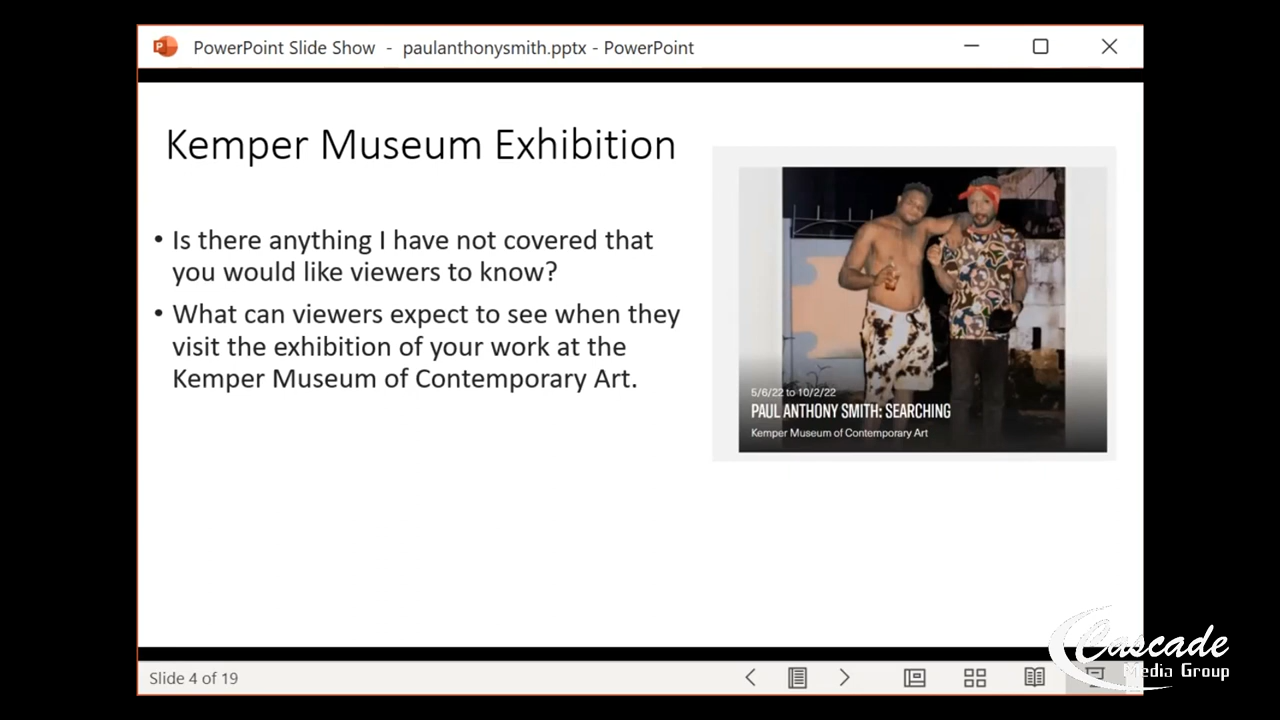 PowerPoint Slide Show - paulanthonysmith.pptx - PowerPoint
Kemper Museum Exhibition
• Is there anything I have not covered that
you would like viewers to know?
• What can viewers expect to see when they
visit the exhibition of your work at the
Kemper Museum of Contemporary Art.
5/6/22 to 10/2/22
PAUL ANTHONY SMITH: SEARCHING
Kemper Museum of Contemporary Art
Slide 4 of 19
Cascade
Media Group